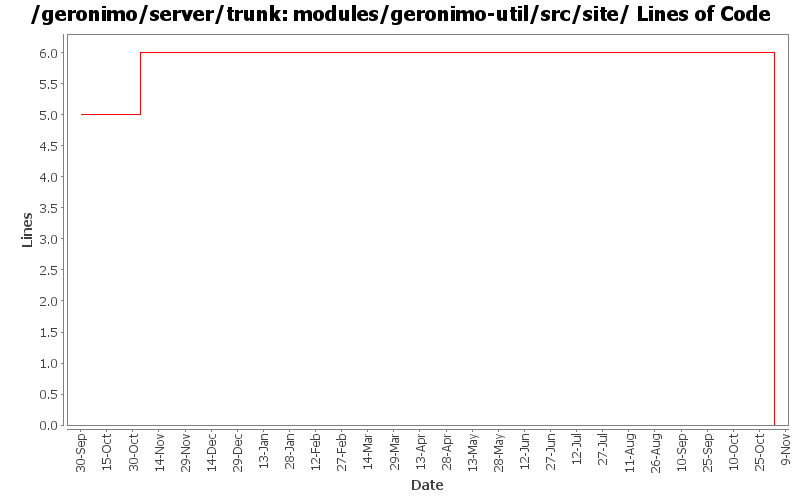 /geronimo/server/trunk: modules/geronimo-util/src/site/ Lines of Code
6.0
5.5
5.0
4.5
4.0
3.5
3.0
2.5
2.0
1.5
1.0
0.5
0.0
Lines
30-Sep
15-Oct
30-Oct
14-Nov
29-Nov
14-Dec
29-Dec
13-Jan
28-Jan
12-Feb
27-Feb
14-Mar
29-Mar
13-Apr
28-Apr
13-May
28-May
12-Jun
27-Jun
12-Jul
27-Jul
11-Aug
26-Aug
10-Sep
25-Sep
10-Oct
25-Oct
9-Nov
Date